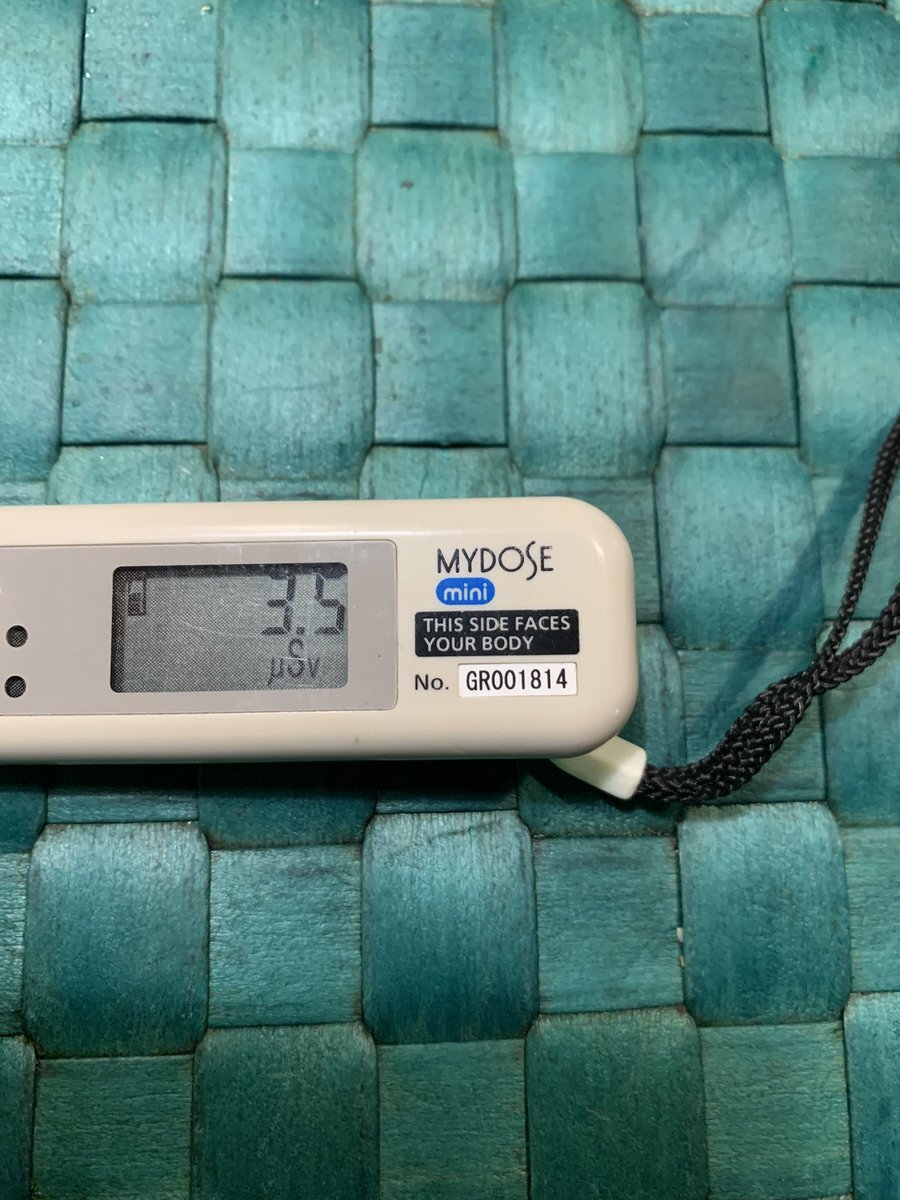 3.5
μSv
MYDOSE
mini
THIS SIDE FACES
YOUR BODY
No. GR001814